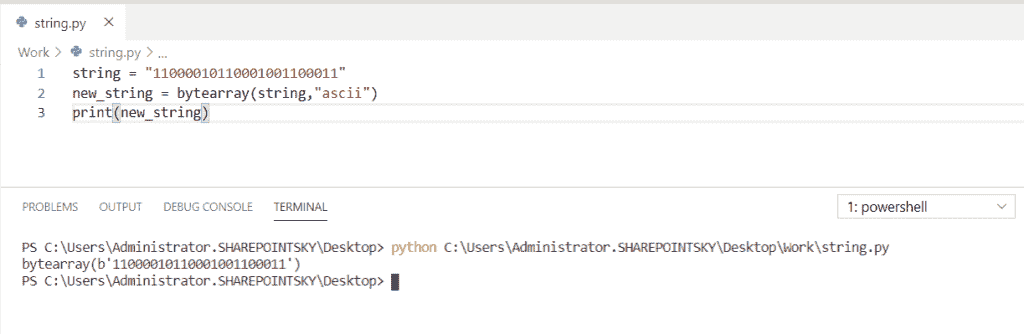 string.py ×
Work > string.py > ...
1 string = "11000010110001001100011"
2 new_string = bytearray(string,"ascii")
3 print(new_string)
PROBLEMS OUTPUT DEBUG CONSOLE TERMINAL 1: powershell
PS C:\Users\Administrator.SHAREPOINTSKY\Desktop> python C:\Users\Administrator.SHAREPOINTSKY\Desktop\Work\string.py
bytearray(b'11000010110001001100011')
PS C:\Users\Administrator.SHAREPOINTSKY\Desktop>